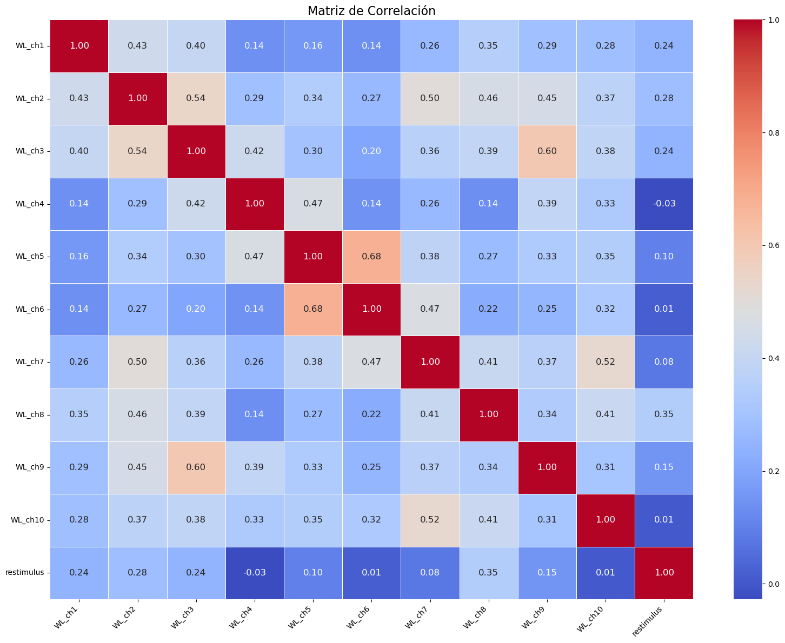 Matriz de Correlación
WL_ch1 1.00 0.43 0.40 0.14 0.16 0.14 0.26 0.35 0.29 0.28 0.24
WL_ch2 0.43 1.00 0.54 0.29 0.34 0.27 0.50 0.46 0.45 0.37 0.28
WL_ch3 0.40 0.54 1.00 0.42 0.30 0.20 0.36 0.39 0.60 0.38 0.24
WL_ch4 0.14 0.29 0.42 1.00 0.47 0.14 0.26 0.14 0.39 0.33 -0.03
WL_ch5 0.16 0.34 0.30 0.47 1.00 0.68 0.38 0.27 0.33 0.35 0.10
WL_ch6 0.14 0.27 0.20 0.14 0.68 1.00 0.47 0.22 0.25 0.32 0.01
WL_ch7 0.26 0.50 0.36 0.26 0.38 0.47 1.00 0.41 0.37 0.52 0.08
WL_ch8 0.35 0.46 0.39 0.14 0.27 0.22 0.41 1.00 0.34 0.41 0.35
WL_ch9 0.29 0.45 0.60 0.39 0.33 0.25 0.37 0.34 1.00 0.31 0.15
WL_ch10 0.28 0.37 0.38 0.33 0.35 0.32 0.52 0.41 0.31 1.00 0.01
restimulus 0.24 0.28 0.24 -0.03 0.10 0.01 0.08 0.35 0.15 0.01 1.00
WL_ch1 WL_ch2 WL_ch3 WL_ch4 WL_ch5 WL_ch6 WL_ch7 WL_ch8 WL_ch9 WL_ch10 restimulus
1.0
0.8
0.6
0.4
0.2
0.0